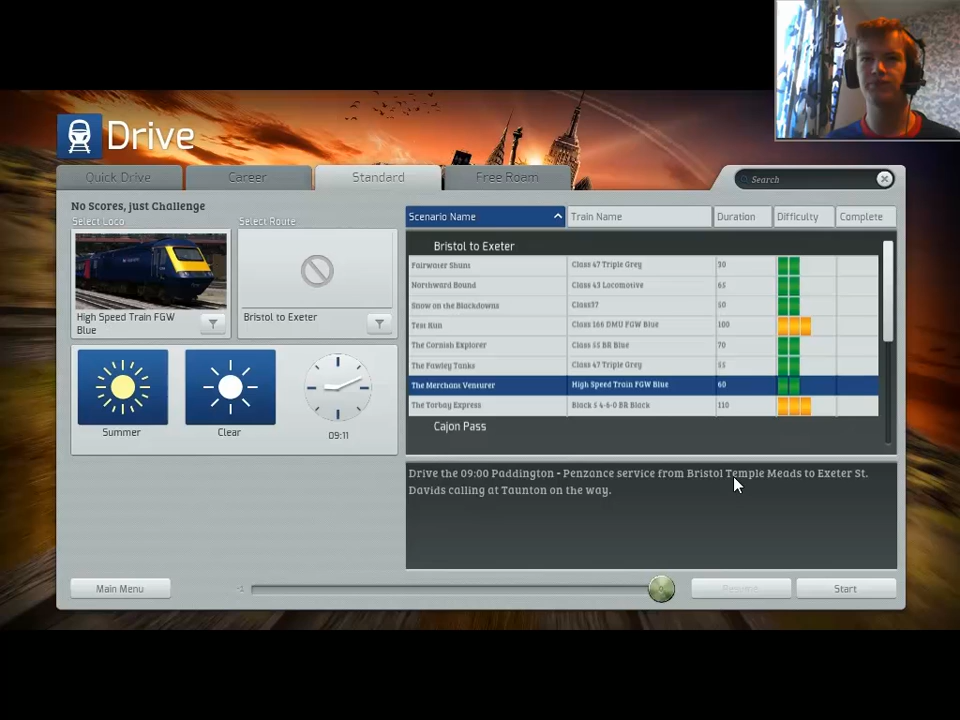 Drive
Quick Drive
Career
Standard
Free Roam
Search
No Scores, just Challenge
Select Loco
Select Route
High Speed Train FGW
Blue
Bristol to Exeter
Summer
Clear
09:11
Scenario Name
Train Name
Duration
Difficulty
Complete
Bristol to Exeter
Fairwater Shunt Class 47 Triple Grey 30
Northward Bound Class 43 Locomotive 65
Snow on the Blackdowns Class37 50
Test Run Class 166 DMU FGW Blue 100
The Cornish Explorer Class 55 BR Blue 70
The Fawley Tanks Class 47 Triple Grey 55
The Merchant Venturer High Speed Train FGW Blue 60
The Torbay Express Black 5 4-6-0 BR Black 110
Cajon Pass
Drive the 09:00 Paddington - Penzance service from Bristol Temple Meads to Exeter St.
Davids calling at Taunton on the way.
Main Menu
-1
Resume
Start